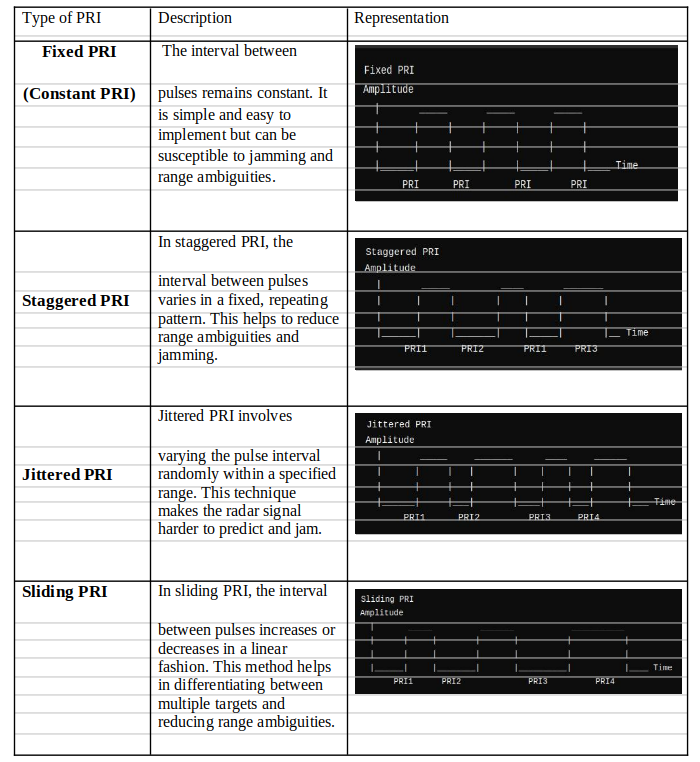 Type of PRI
Description
Representation
Fixed PRI
(Constant PRI)
The interval between
pulses remains constant. It
is simple and easy to
implement but can be
susceptible to jamming and
range ambiguities.
Fixed PRI
Amplitude
Time
PRI PRI PRI PRI
Staggered PRI
In staggered PRI, the
interval between pulses
varies in a fixed, repeating
pattern. This helps to reduce
range ambiguities and
jamming.
Staggered PRI
Amplitude
Time
PRI1 PRI2 PRI1 PRI3
Jittered PRI
Jittered PRI involves
varying the pulse interval
randomly within a specified
range. This technique
makes the radar signal
harder to predict and jam.
Jittered PRI
Amplitude
Time
PRI1 PRI2 PRI3 PRI4
Sliding PRI
In sliding PRI, the interval
between pulses increases or
decreases in a linear
fashion. This method helps
in differentiating between
multiple targets and
reducing range ambiguities.
Sliding PRI
Amplitude
Time
PRI1 PRI2 PRI3 PRI4